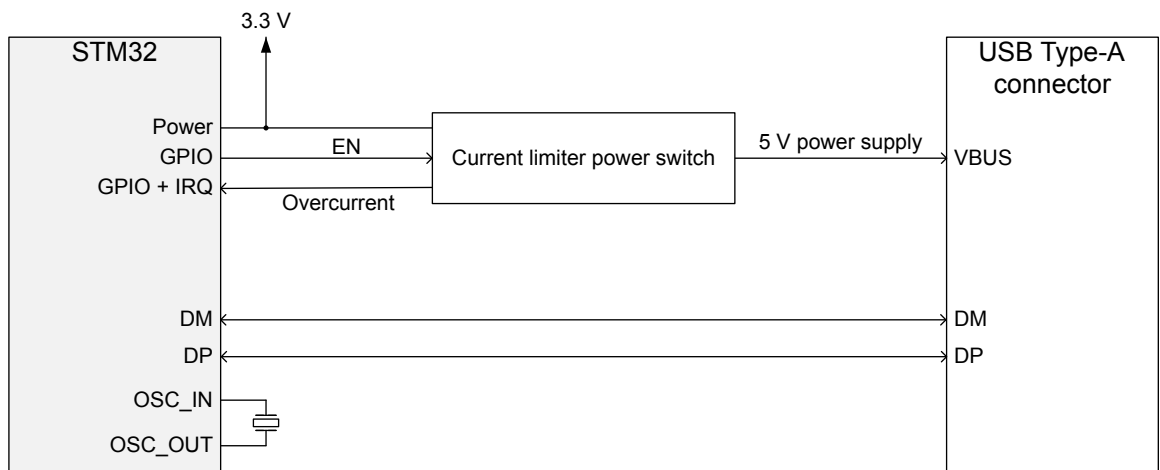 3.3 V
STM32
USB Type-A
connector
Power
GPIO
EN
Current limiter power switch
5 V power supply
VBUS
GPIO + IRQ
Overcurrent
DM
DM
DP
DP
OSC_IN
OSC_OUT